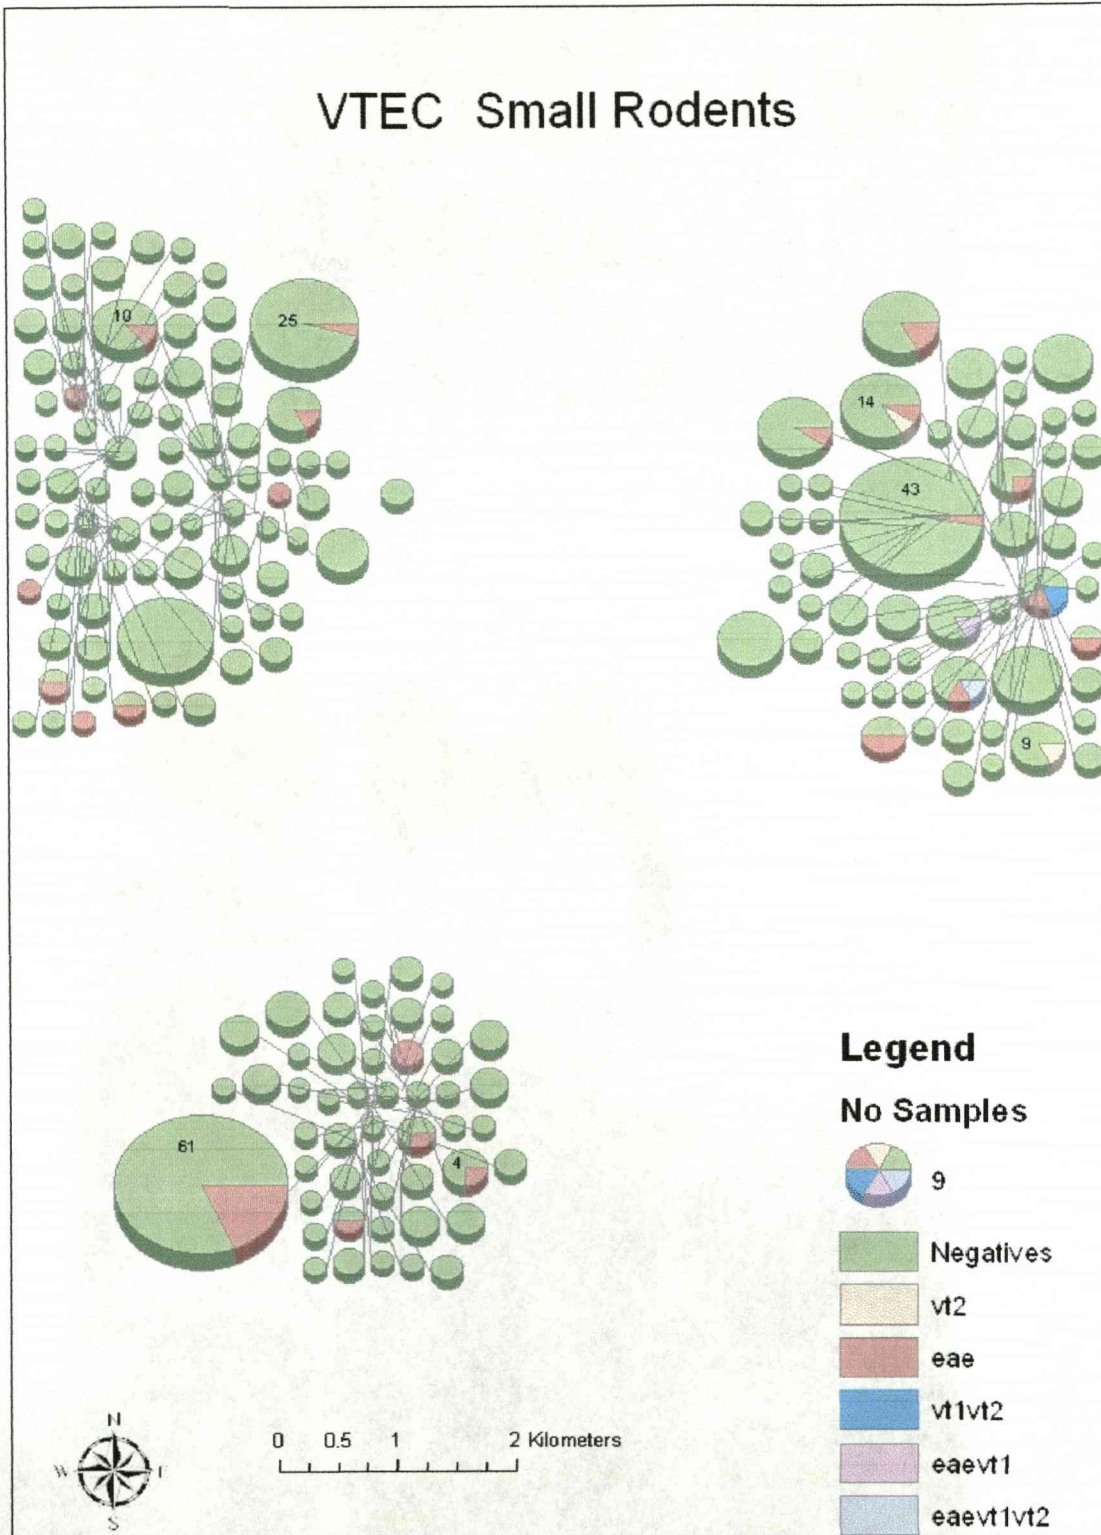 VTEC Small Rodents
10
25
14
43
9
61
4
Legend
No Samples
9
Negatives
vt2
eae
vt1vt2
eaevt1
eaevt1vt2
N
W E
S
0 0.5 1 2 Kilometers